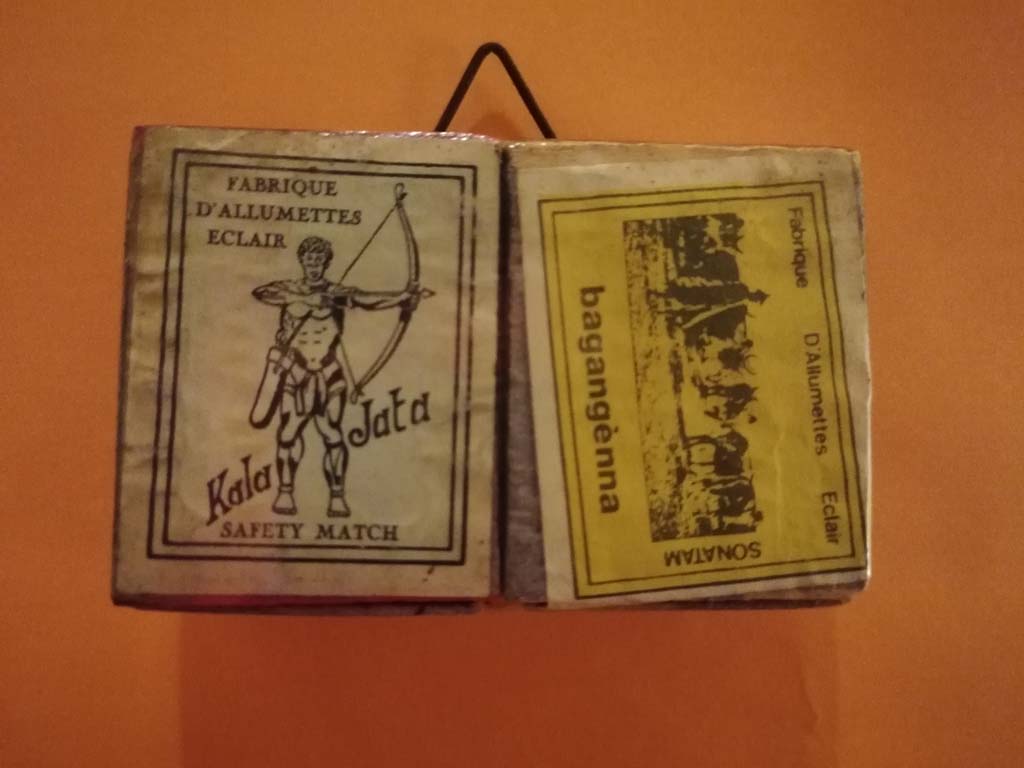 FABRIQUE
D'ALLUMETTES
ECLAIR
Kala Jata
SAFETY MATCH
Fabrique D'Allumettes Eclair
bagangènna
SONATAM